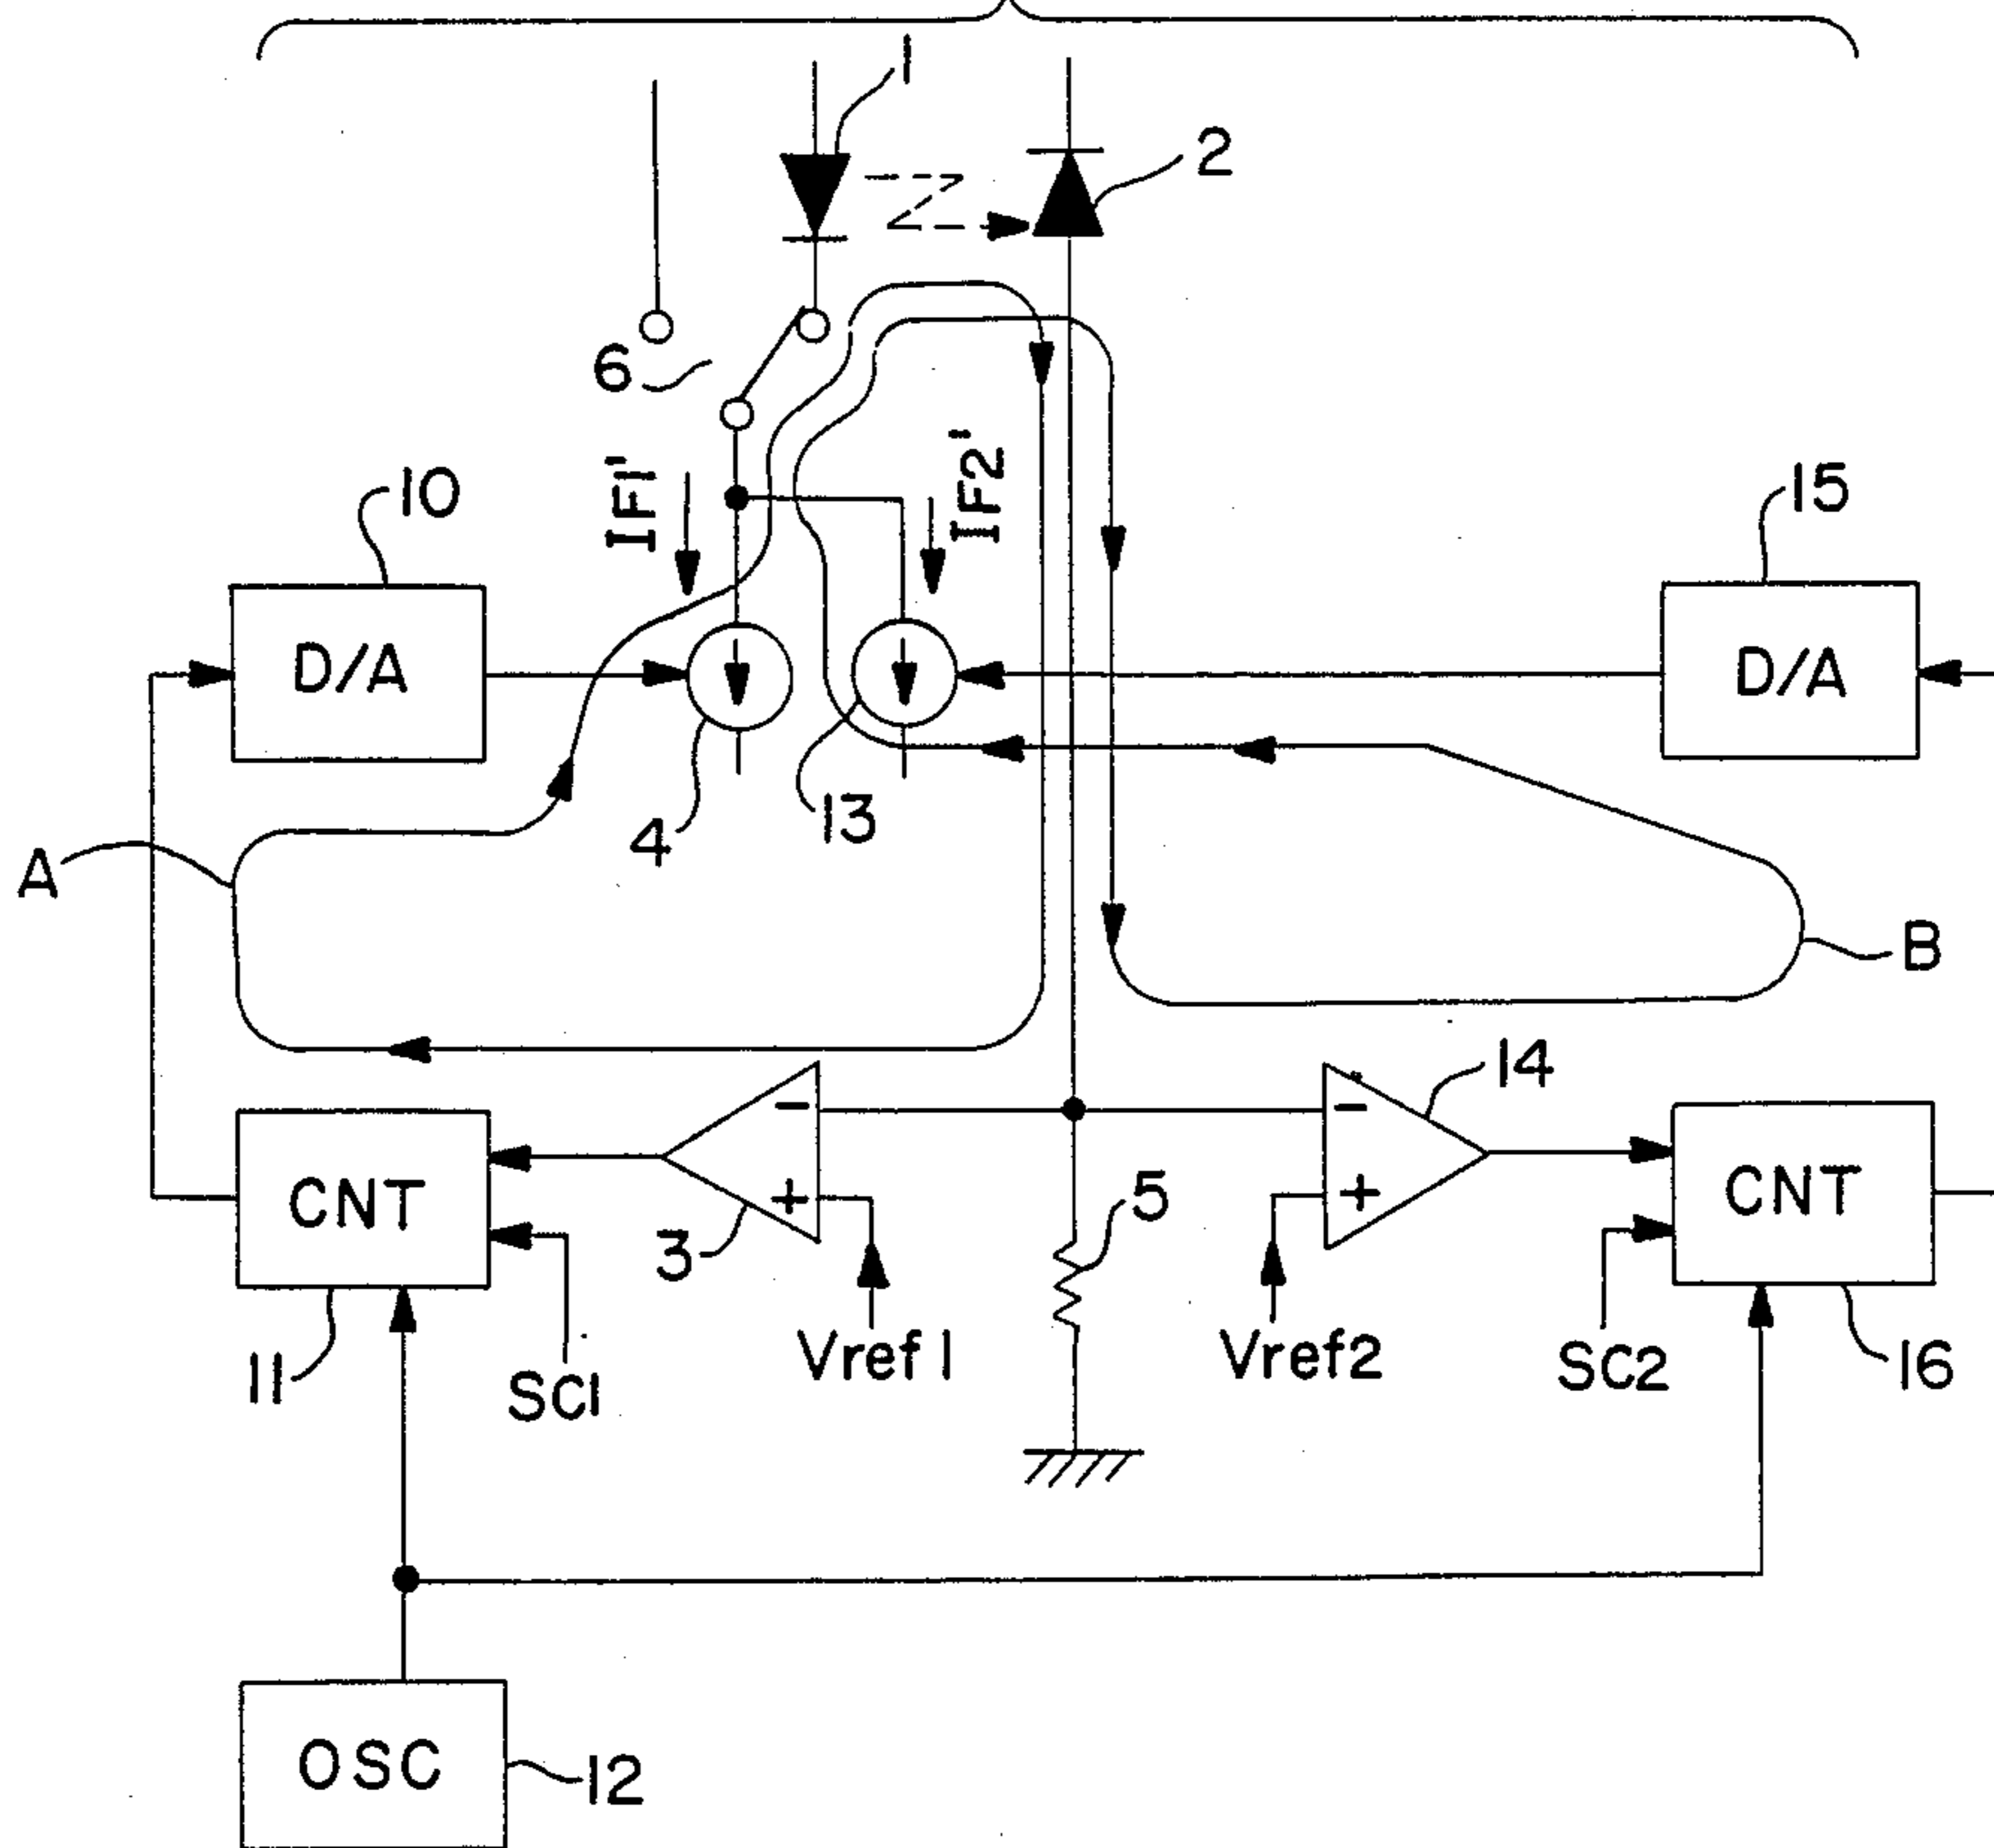 1
2
6
IF1'
IF2'
10
15
D/A
D/A
4
13
A
B
14
-
-
CNT
+
+
5
CNT
3
Vref1
Vref2
11
SC1
SC2
16
OSC
12